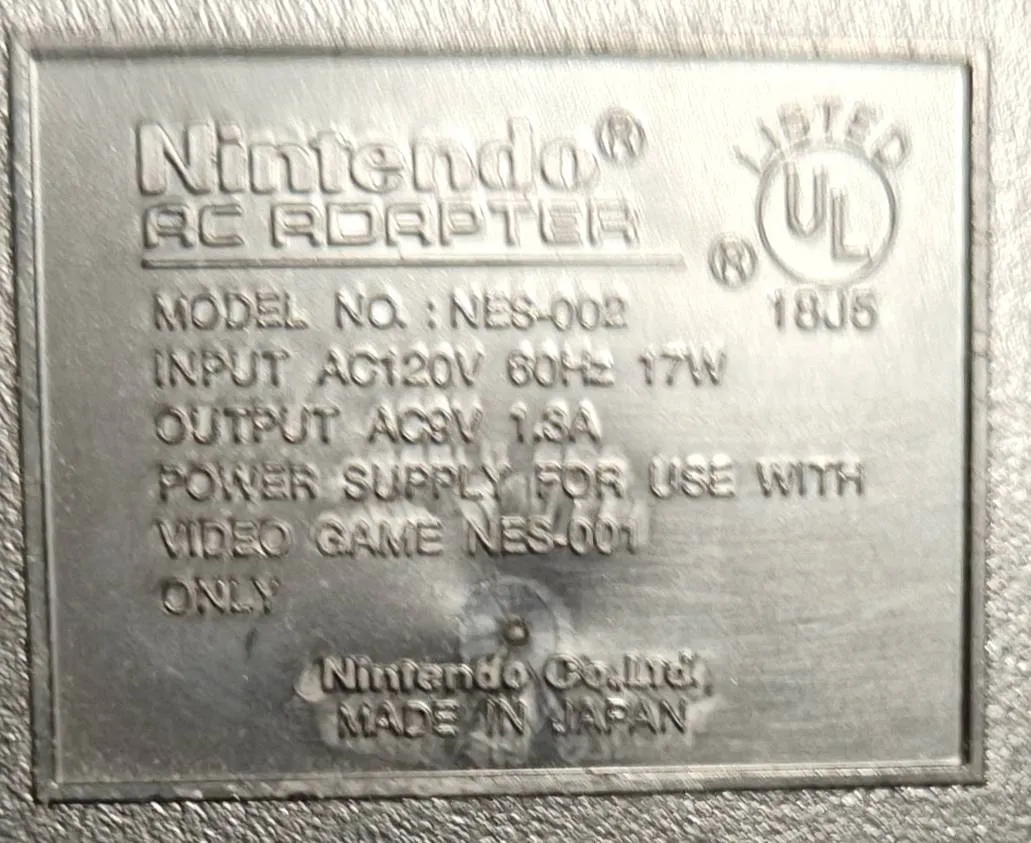 Nintendo®
AC ADAPTER
LISTED
UL
®
18J5
MODEL NO. : NES-002
INPUT AC120V 60Hz 17W
OUTPUT AC9V 1.3A
POWER SUPPLY FOR USE WITH
VIDEO GAME NES-001
ONLY
Nintendo Co.,Ltd.
MADE IN JAPAN